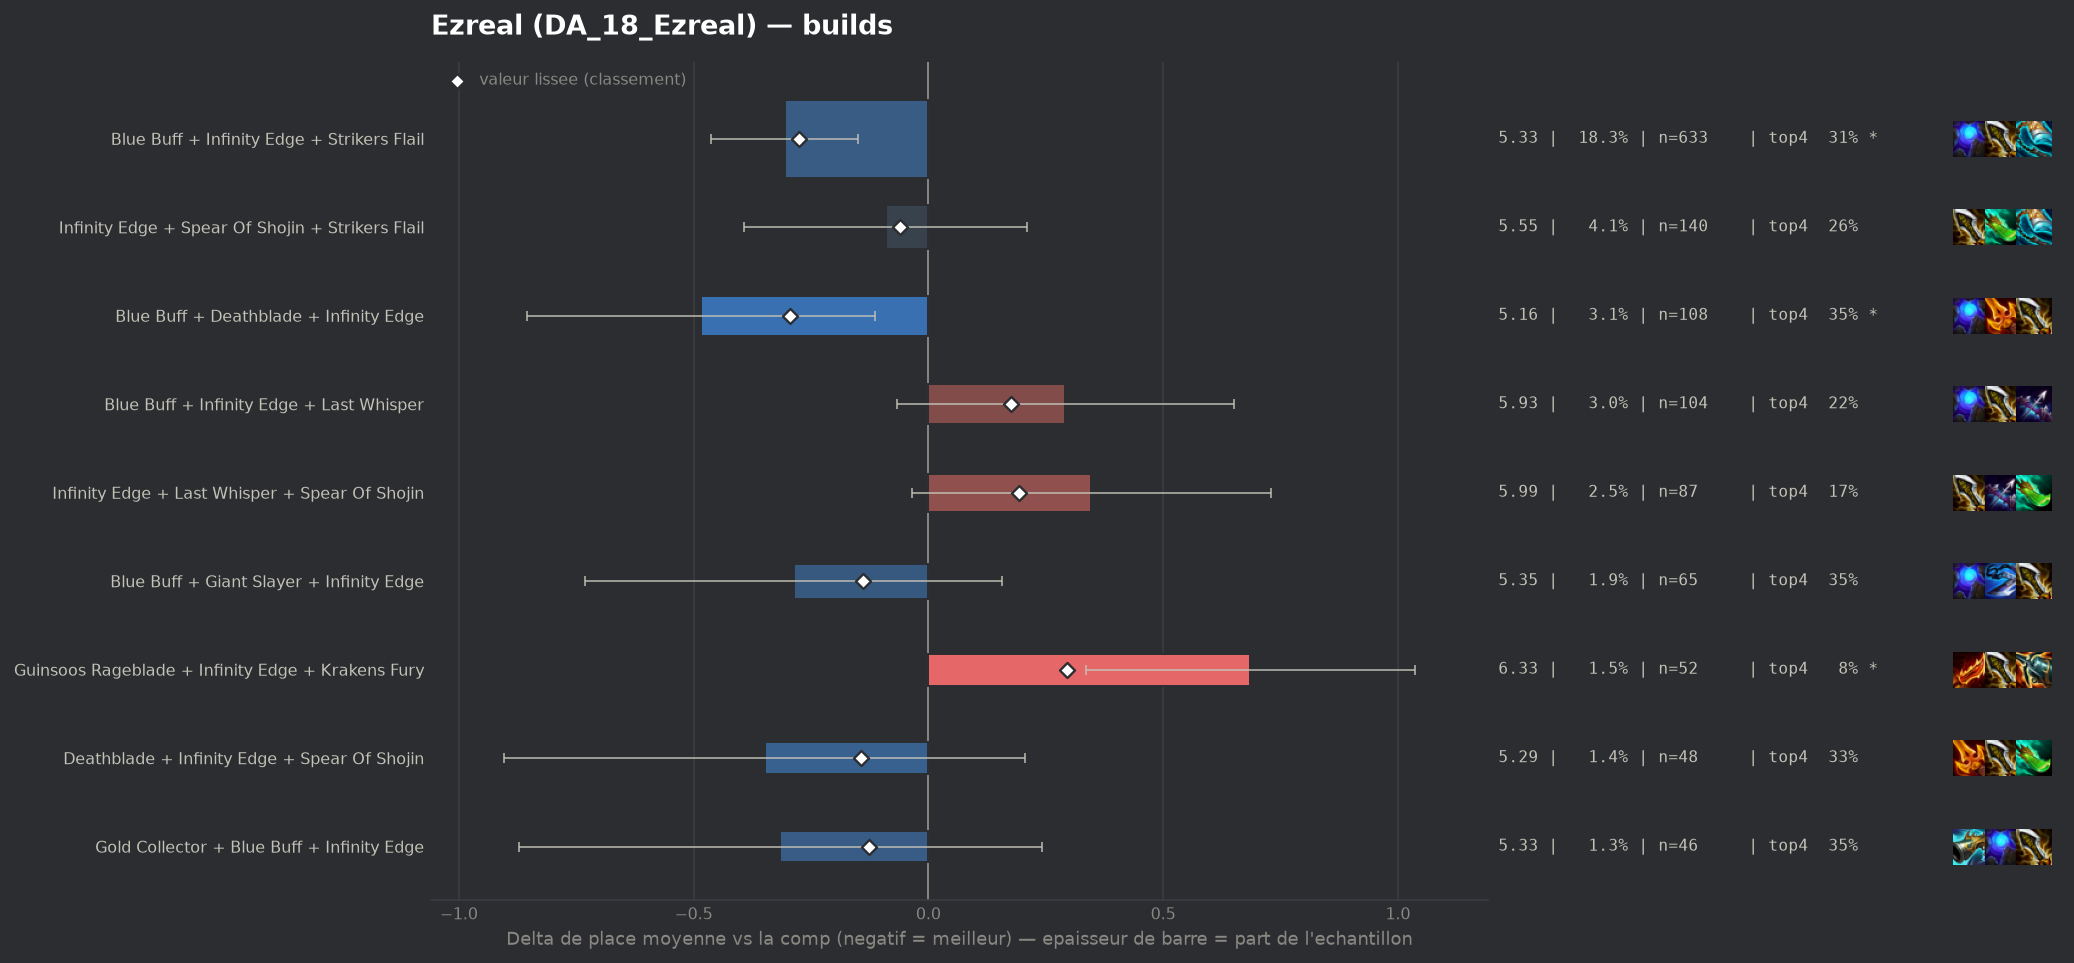 Ezreal (DA_18_Ezreal) — builds
valeur lissee (classement)
Blue Buff + Infinity Edge + Strikers Flail 5.33 | 18.3% | n=633 | top4 31% *
Infinity Edge + Spear Of Shojin + Strikers Flail 5.55 | 4.1% | n=140 | top4 26%
Blue Buff + Deathblade + Infinity Edge 5.16 | 3.1% | n=108 | top4 35% *
Blue Buff + Infinity Edge + Last Whisper 5.93 | 3.0% | n=104 | top4 22%
Infinity Edge + Last Whisper + Spear Of Shojin 5.99 | 2.5% | n=87 | top4 17%
Blue Buff + Giant Slayer + Infinity Edge 5.35 | 1.9% | n=65 | top4 35%
Guinsoos Rageblade + Infinity Edge + Krakens Fury 6.33 | 1.5% | n=52 | top4 8% *
Deathblade + Infinity Edge + Spear Of Shojin 5.29 | 1.4% | n=48 | top4 33%
Gold Collector + Blue Buff + Infinity Edge 5.33 | 1.3% | n=46 | top4 35%
−1.0 −0.5 0.0 0.5 1.0
Delta de place moyenne vs la comp (negatif = meilleur) — epaisseur de barre = part de l'echantillon